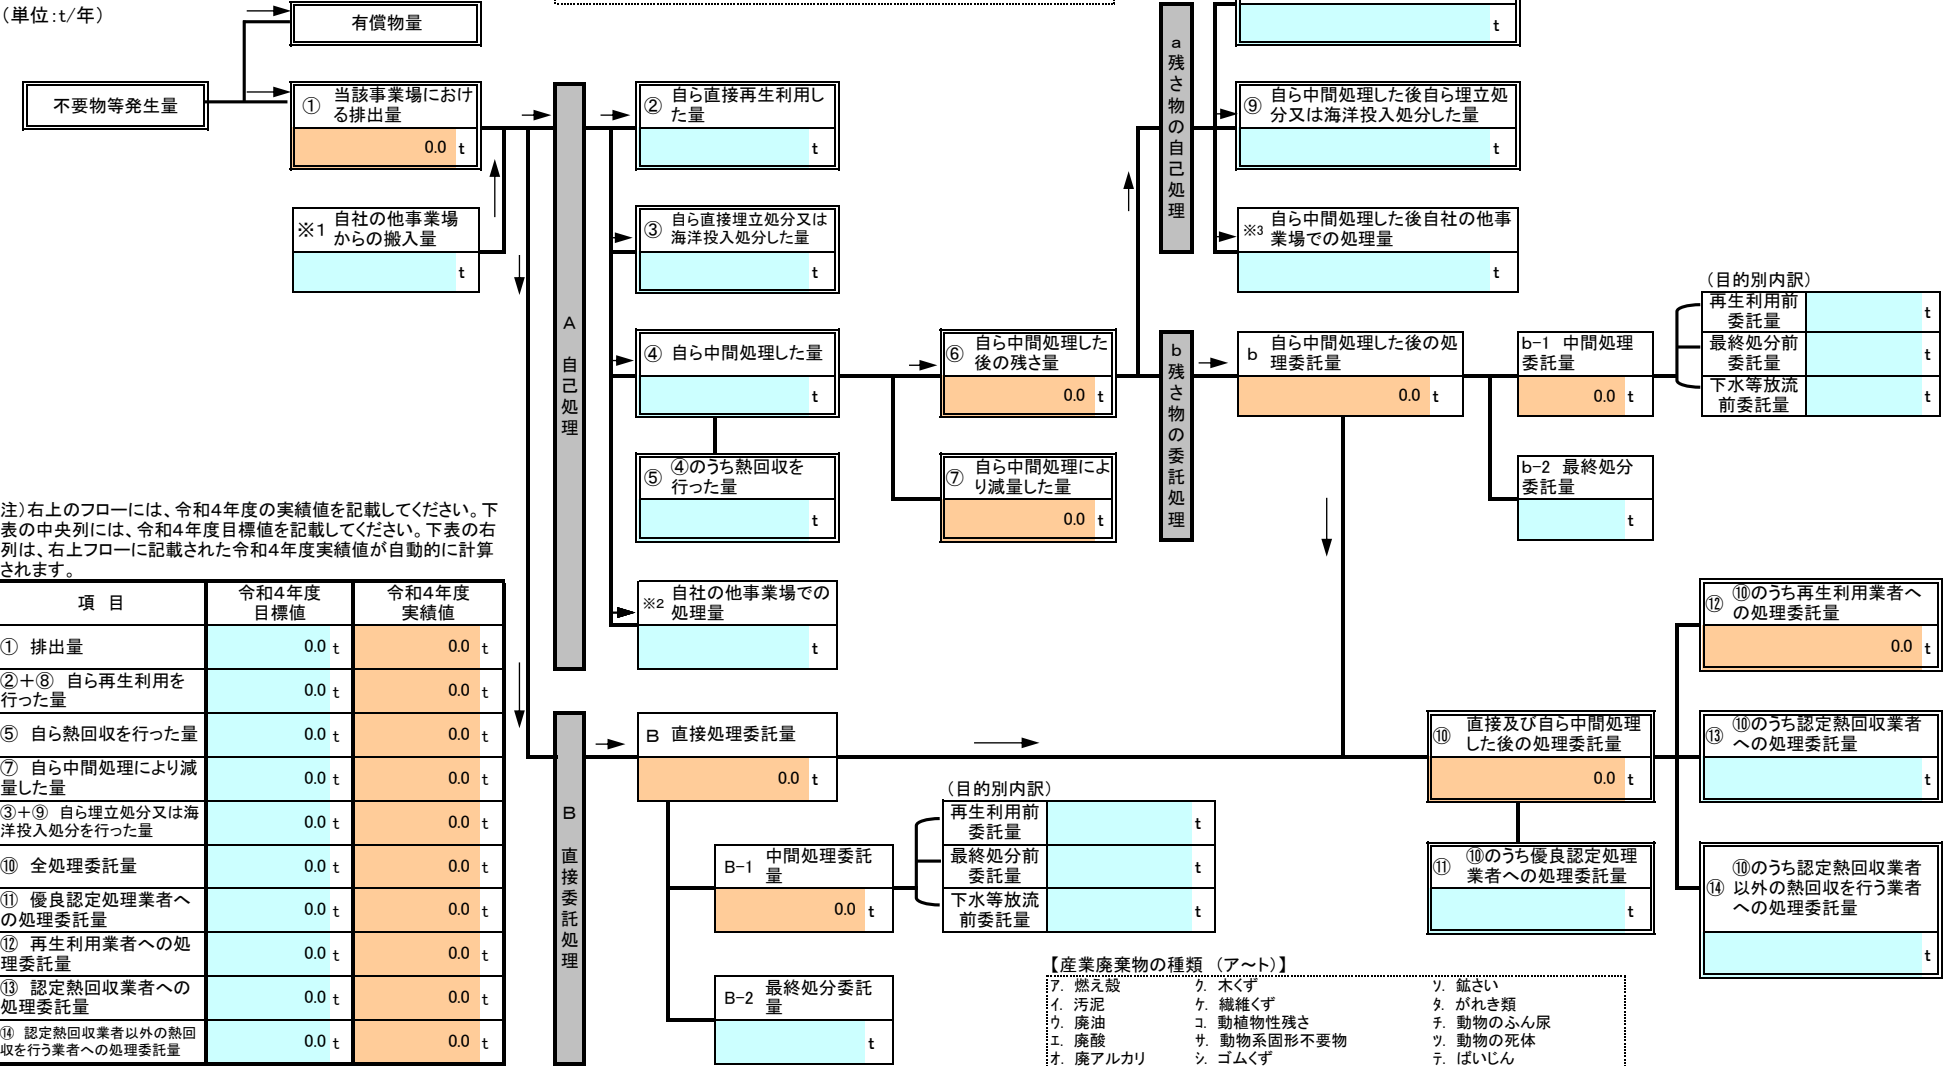 (単位:t/年)
有償物量
不要物等発生量
① 当該事業場におけ
る排出量
0.0 t
※1 自社の他事業場
からの搬入量
t
A 自己処理
② 自ら直接再生利用し
た量
t
③ 自ら直接埋立処分又は
海洋投入処分した量
t
④ 自ら中間処理した量
t
⑤ ④のうち熱回収を
行った量
t
※2 自社の他事業場での
処理量
t
⑥ 自ら中間処理した
後の残さ量
0.0 t
⑦ 自ら中間処理によ
り減量した量
0.0 t
a残さ物の自己処理
t
⑨ 自ら中間処理した後自ら埋立処
分又は海洋投入処分した量
t
※3 自ら中間処理した後自社の他事
業場での処理量
t
b残さ物の委託処理
b 自ら中間処理した後の処
理委託量
0.0 t
b-1 中間処理
委託量
0.0 t
b-2 最終処分
委託量
t
(目的別内訳)
再生利用前
委託量
t
最終処分前
委託量
t
下水等放流
前委託量
t
注)右上のフローには、令和4年度の実績値を記載してください。下
表の中央列には、令和4年度目標値を記載してください。下表の右
列は、右上フローに記載された令和4年度実績値が自動的に計算
されます。
項 目
令和4年度
目標値
令和4年度
実績値
① 排出量 0.0 t 0.0 t
②+⑧ 自ら再生利用を
行った量 0.0 t 0.0 t
⑤ 自ら熱回収を行った量 0.0 t 0.0 t
⑦ 自ら中間処理により減
量した量 0.0 t 0.0 t
③+⑨ 自ら埋立処分又は海
洋投入処分を行った量 0.0 t 0.0 t
⑩ 全処理委託量 0.0 t 0.0 t
⑪ 優良認定処理業者へ
の処理委託量 0.0 t 0.0 t
⑫ 再生利用業者への処
理委託量 0.0 t 0.0 t
⑬ 認定熱回収業者への
処理委託量 0.0 t 0.0 t
⑭ 認定熱回収業者以外の熱回
収を行う業者への処理委託量 0.0 t 0.0 t
B 直接委託処理
B 直接処理委託量
0.0 t
B-1 中間処理委託
量
0.0 t
B-2 最終処分委託
量
t
(目的別内訳)
再生利用前
委託量
t
最終処分前
委託量
t
下水等放流
前委託量
t
⑩ 直接及び自ら中間処理
した後の処理委託量
0.0 t
⑪ ⑩のうち優良認定処理
業者への処理委託量
t
⑫ ⑩のうち再生利用業者へ
の処理委託量
0.0 t
⑬ ⑩のうち認定熱回収業者
への処理委託量
t
⑭ ⑩のうち認定熱回収業者
以外の熱回収を行う業者
への処理委託量
t
【産業廃棄物の種類 (ア~ト)】
ア. 燃え殻 ク. 木くず ソ. 鉱さい
イ. 汚泥 ケ. 繊維くず タ. がれき類
ウ. 廃油 コ. 動植物性残さ チ. 動物のふん尿
エ. 廃酸 サ. 動物系固形不要物 ツ. 動物の死体
オ. 廃アルカリ シ. ゴムくず テ. ばいじん